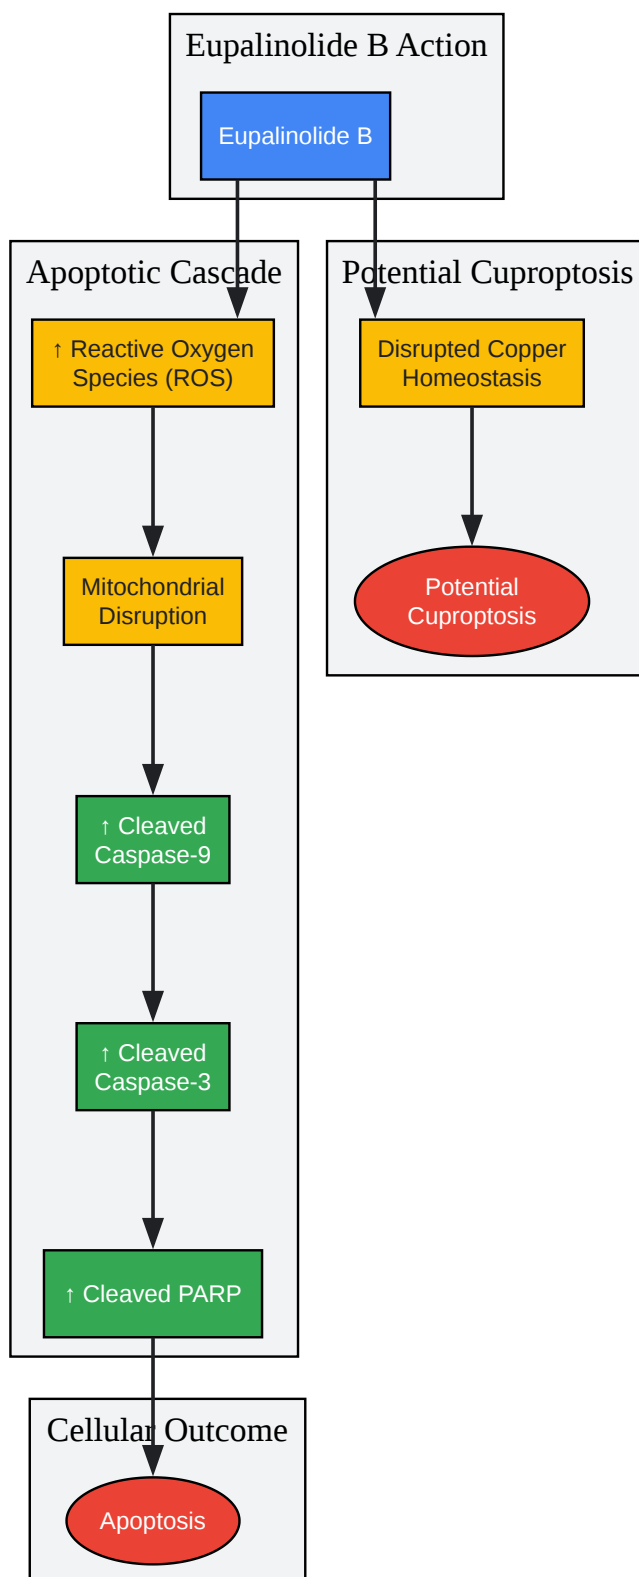 Eupalinolide B Action
Eupalinolide B
Apoptotic Cascade
↑ Reactive Oxygen
Species (ROS)
Mitochondrial
Disruption
↑ Cleaved
Caspase-9
↑ Cleaved
Caspase-3
↑ Cleaved PARP
Potential Cuproptosis
Disrupted Copper
Homeostasis
Potential
Cuproptosis
Cellular Outcome
Apoptosis